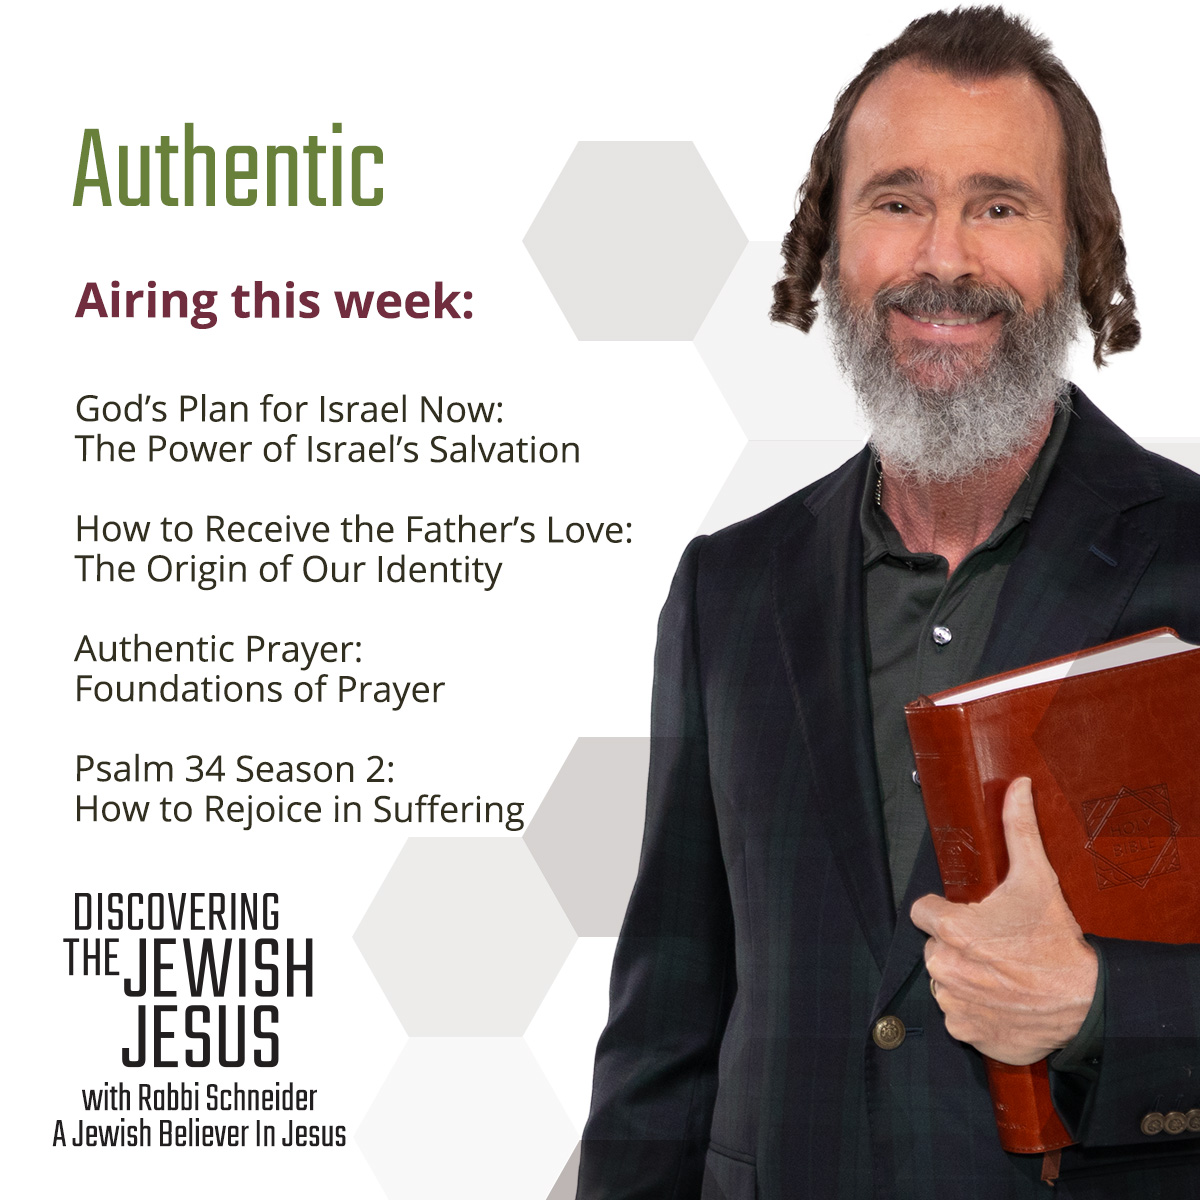 Authentic
Airing this week:
God’s Plan for Israel Now:
The Power of Israel’s Salvation
How to Receive the Father’s Love:
The Origin of Our Identity
Authentic Prayer:
Foundations of Prayer
Psalm 34 Season 2:
How to Rejoice in Suffering
DISCOVERING
THE JEWISH
JESUS
with Rabbi Schneider
A Jewish Believer In Jesus
HOLY
BIBLE